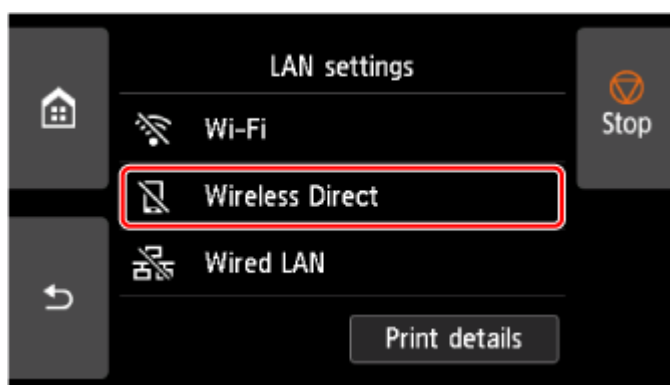 LAN settings
Stop
Wi-Fi
Wireless Direct
Wired LAN
Print details